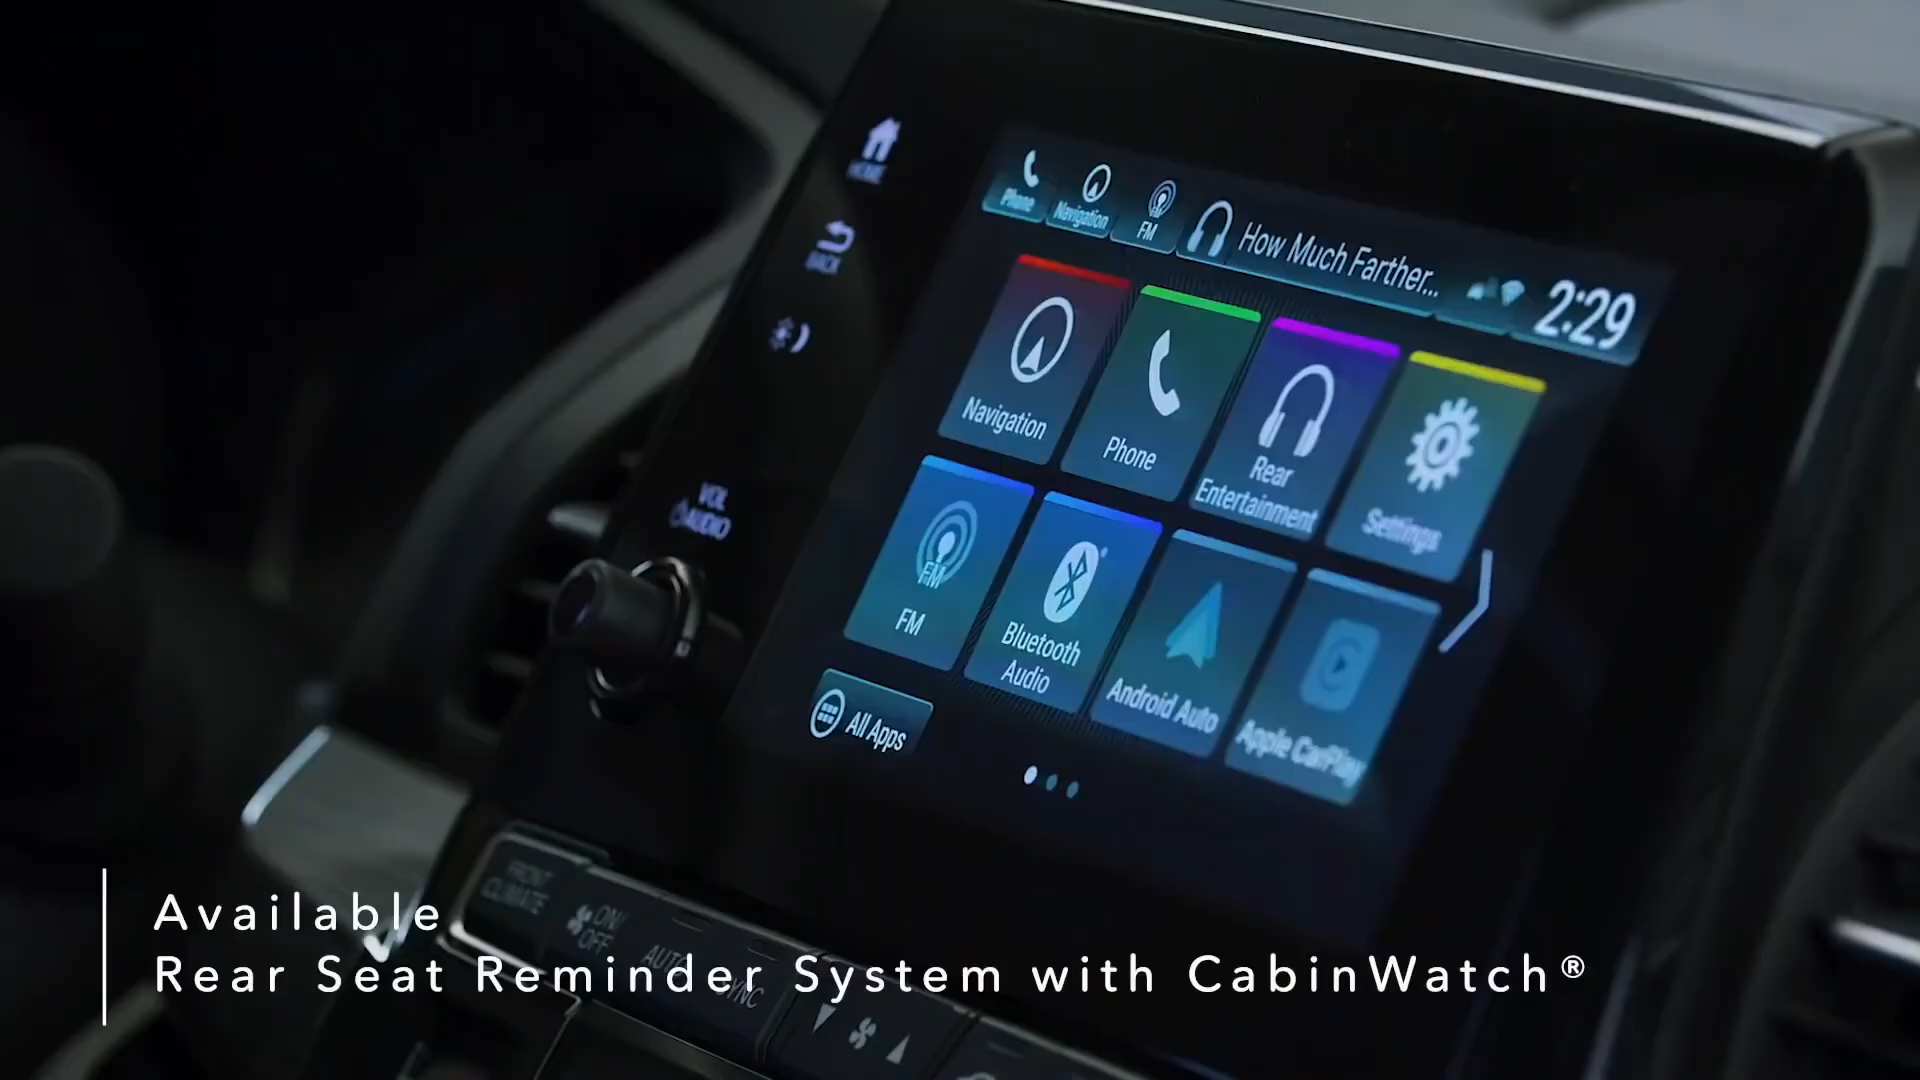 HOME
BACK
VOL
AUDIO
Phone
Navigation
FM
How Much Farther...
2:29
Navigation
Phone
Rear
Entertainment
Settings
FM
FM
Bluetooth
Audio
Android Auto
Apple CarPlay
All Apps
FRONT
CLIMATE
ON/
OFF
AUTO
SYNC
Available
Rear Seat Reminder System with CabinWatch®